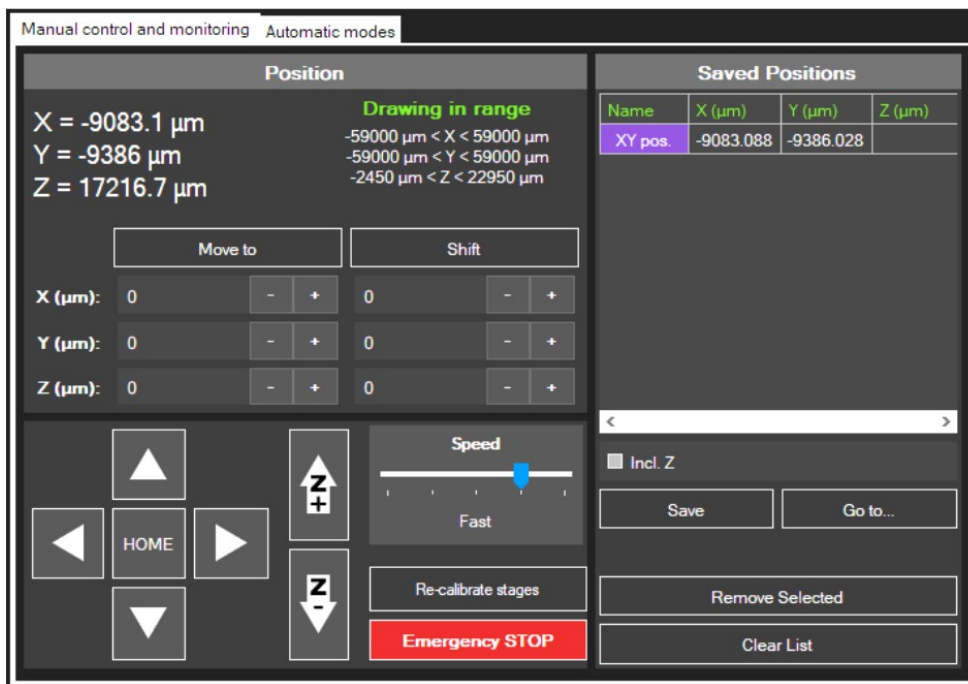 Manual control and monitoring Automatic modes
Position
X = -9083.1 µm
Y = -9386 µm
Z = 17216.7 µm
Drawing in range
-59000 µm < X < 59000 µm
-59000 µm < Y < 59000 µm
-2450 µm < Z < 22950 µm
Move to Shift
X (µm): 0 - + 0 - +
Y (µm): 0 - + 0 - +
Z (µm): 0 - + 0 - +
HOME
Z+
Z-
Speed
Fast
Re-calibrate stages
Emergency STOP
Saved Positions
Name X (µm) Y (µm) Z (µm)
XY pos. -9083.088 -9386.028
< >
Incl. Z
Save Go to...
Remove Selected
Clear List